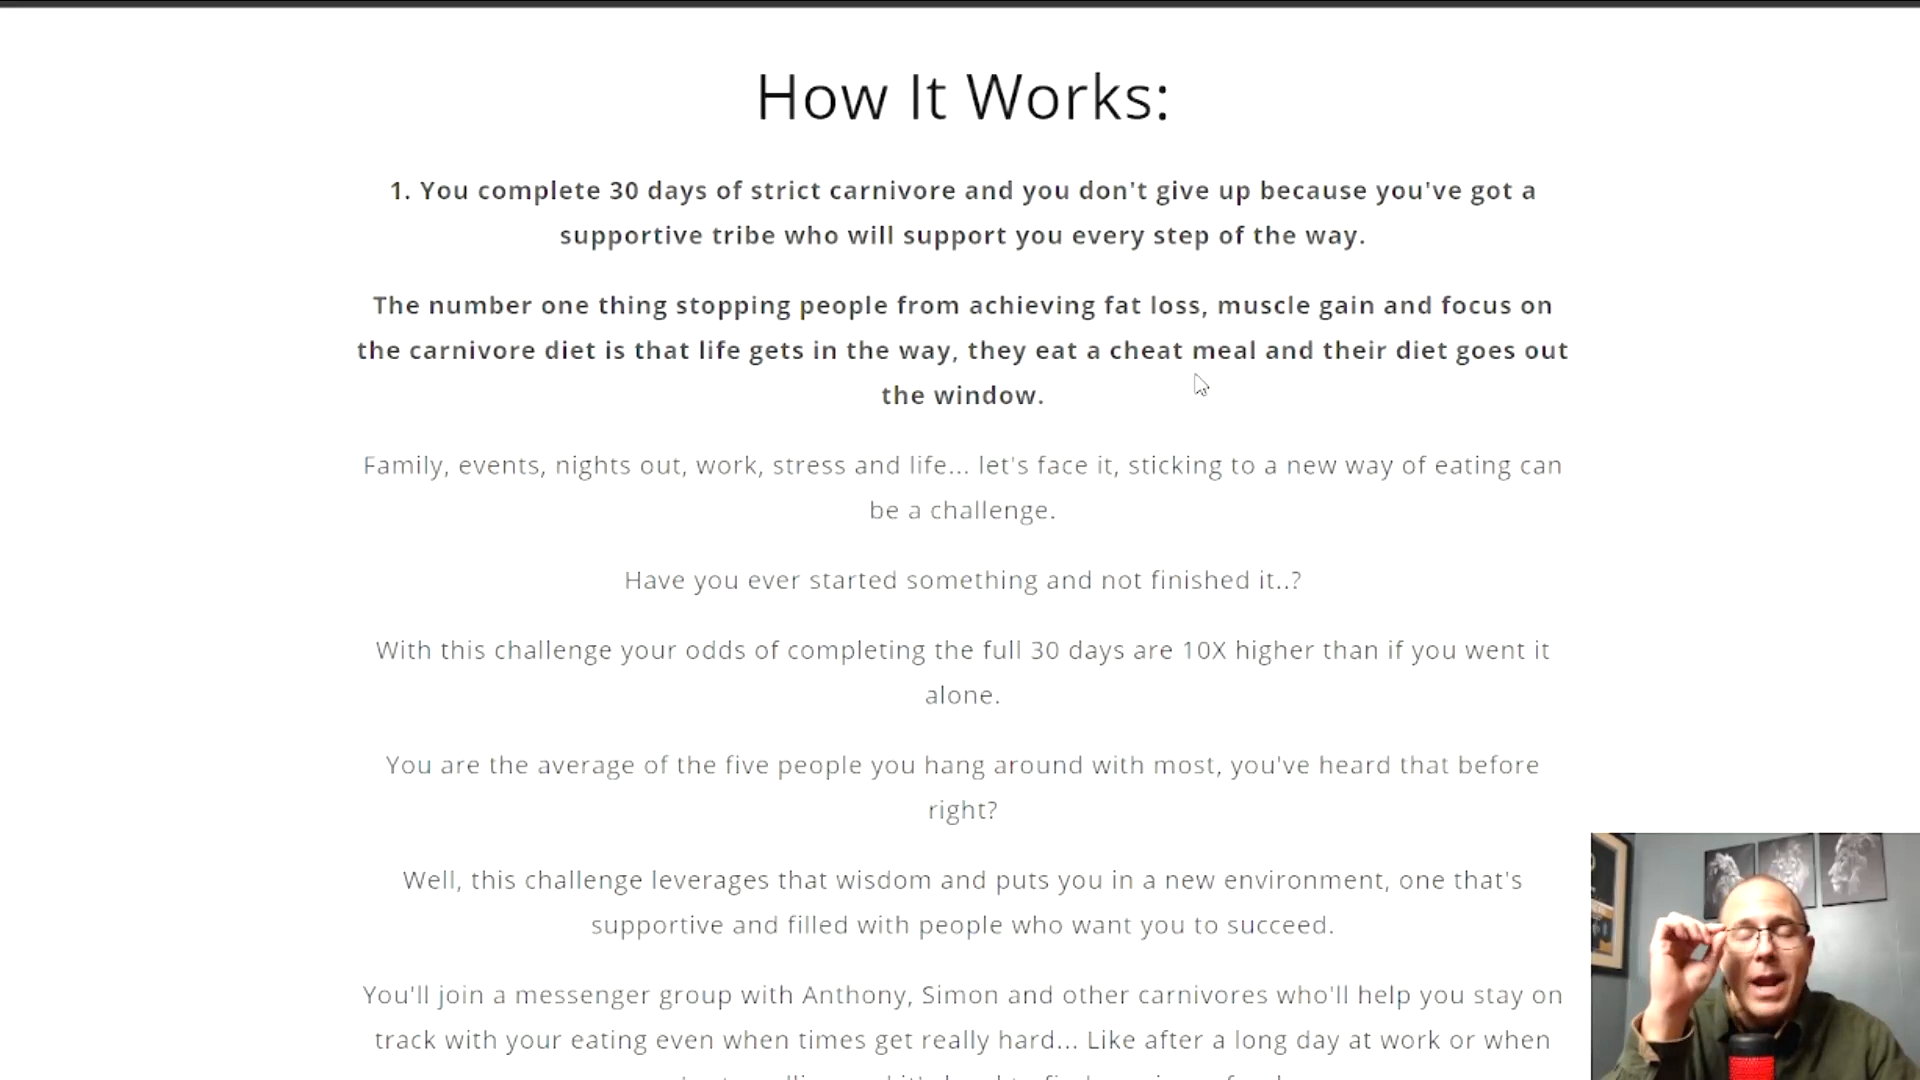 How It Works:
1. You complete 30 days of strict carnivore and you don't give up because you've got a
supportive tribe who will support you every step of the way.
The number one thing stopping people from achieving fat loss, muscle gain and focus on
the carnivore diet is that life gets in the way, they eat a cheat meal and their diet goes out
the window.
Family, events, nights out, work, stress and life... let's face it, sticking to a new way of eating can
be a challenge.
Have you ever started something and not finished it..?
With this challenge your odds of completing the full 30 days are 10X higher than if you went it
alone.
You are the average of the five people you hang around with most, you've heard that before
right?
Well, this challenge leverages that wisdom and puts you in a new environment, one that's
supportive and filled with people who want you to succeed.
You'll join a messenger group with Anthony, Simon and other carnivores who'll help you stay on
track with your eating even when times get really hard... Like after a long day at work or when